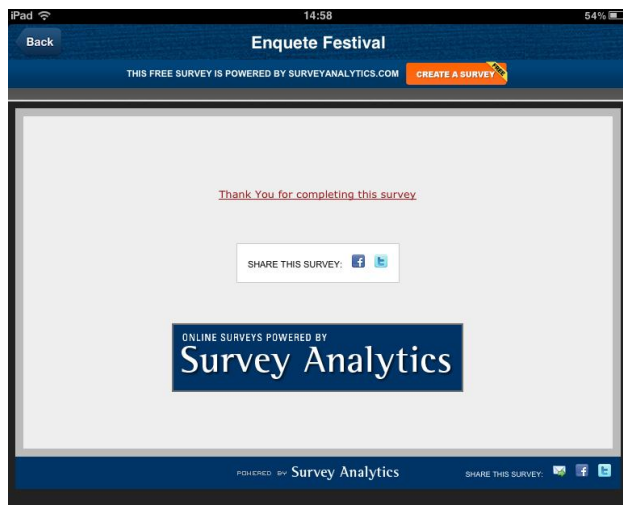 iPad 14:58 54%
Back Enquete Festival
THIS FREE SURVEY IS POWERED BY SURVEYANALYTICS.COM CREATE A SURVEY FREE
Thank You for completing this survey
SHARE THIS SURVEY:
ONLINE SURVEYS POWERED BY
Survey Analytics
POWERED BY Survey Analytics SHARE THIS SURVEY: